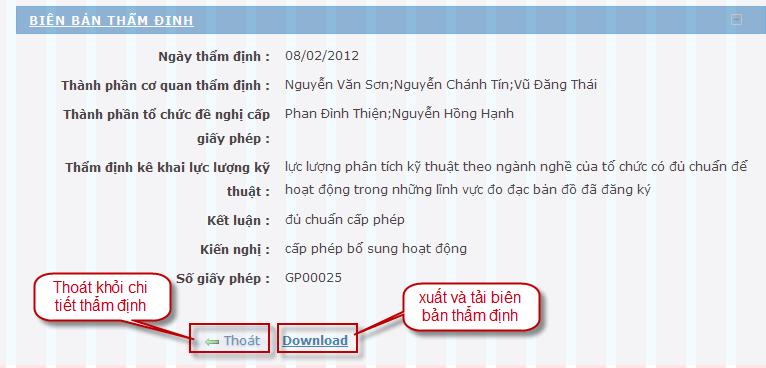 BIÊN BẢN THẨM ĐỊNH
Ngày thẩm định : 08/02/2012
Thành phần cơ quan thẩm định : Nguyễn Văn Sơn;Nguyễn Chánh Tín;Vũ Đăng Thái
Thành phần tổ chức đề nghị cấp Phan Đình Thiện;Nguyễn Hồng Hạnh
giấy phép :
Thẩm định kê khai lực lượng kỹ lực lượng phân tích kỹ thuật theo ngành nghề của tổ chức có đủ chuẩn để
thuật : hoạt động trong những lĩnh vực đo đạc bản đồ đã đăng ký
Kết luận : đủ chuẩn cấp phép
Kiến nghị : cấp phép bổ sung hoạt động
Số giấy phép : GP00025
Thoát khỏi chi
tiết thẩm định
xuất và tải biên
bản thẩm định
Thoát Download